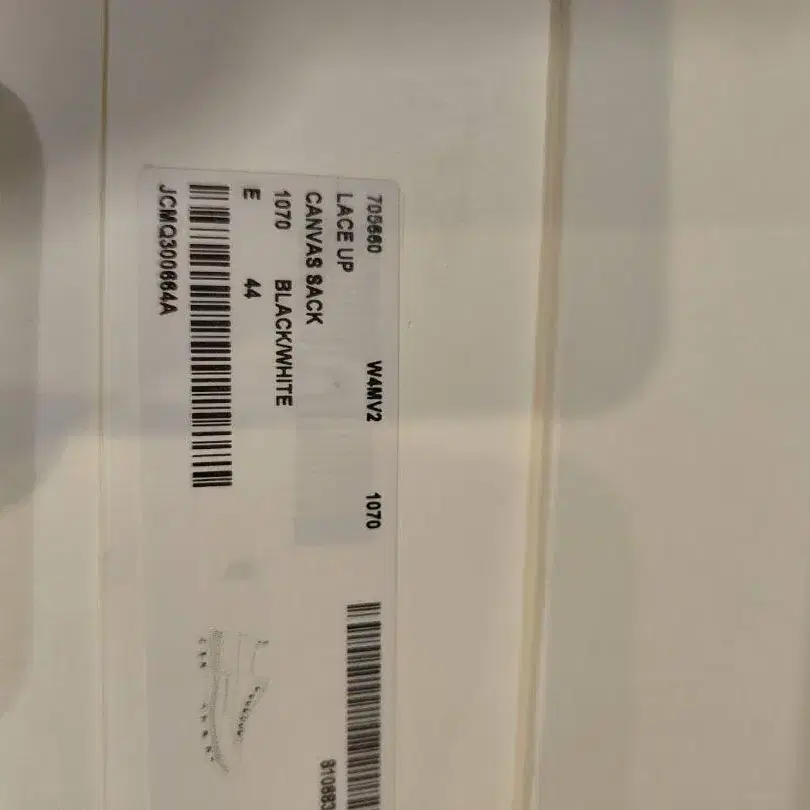 705660 W4MV2 1070
LACE UP
CANVAS SACK
1070 BLACK/WHITE
E 44
JCMQ300664A